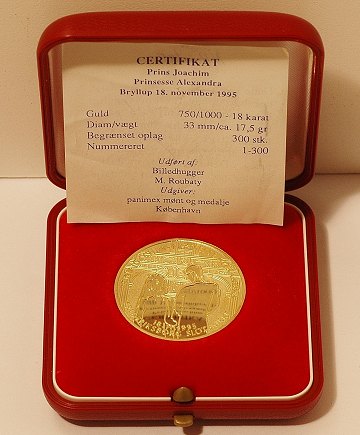 CERTIFIKAT
Prins Joachim
Prinsesse Alexandra
Bryllup 18. november 1995
Guld 750/1000 - 18 karat
Diam/vægt 33 mm/ca. 17,5 gr
Begrænset oplag 300 stk.
Nummereret 1-300
Udført af:
Billedhugger
M. Roubaty
Udgiver:
panimex mønt og medalje
København